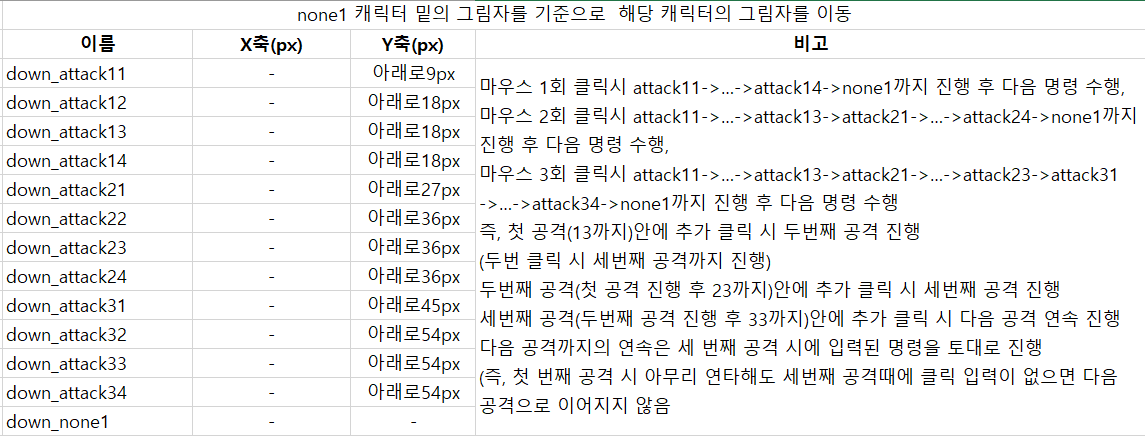 none1 캐릭터 밑의 그림자를 기준으로 해당 캐릭터의 그림자를 이동
이름 X축(px) Y축(px) 비고
down_attack11 - 아래로9px
down_attack12 - 아래로18px
down_attack13 - 아래로18px
down_attack14 - 아래로18px
down_attack21 - 아래로27px
down_attack22 - 아래로36px
down_attack23 - 아래로36px
down_attack24 - 아래로36px
down_attack31 - 아래로45px
down_attack32 - 아래로54px
down_attack33 - 아래로54px
down_attack34 - 아래로54px
down_none1 - -
마우스 1회 클릭시 attack11->...->attack14->none1까지 진행 후 다음 명령 수행,
마우스 2회 클릭시 attack11->...->attack13->attack21->...->attack24->none1까지
진행 후 다음 명령 수행,
마우스 3회 클릭시 attack11->...->attack13->attack21->...->attack23->attack31
->...->attack34->none1까지 진행 후 다음 명령 수행
즉, 첫 공격(13까지)안에 추가 클릭 시 두번째 공격 진행
(두번 클릭 시 세번째 공격까지 진행)
두번째 공격(첫 공격 진행 후 23까지)안에 추가 클릭 시 세번째 공격 진행
세번째 공격(두번째 공격 진행 후 33까지)안에 추가 클릭 시 다음 공격 연속 진행
다음 공격까지의 연속은 세 번째 공격 시에 입력된 명령을 토대로 진행
(즉, 첫 번째 공격 시 아무리 연타해도 세번째 공격때에 클릭 입력이 없으면 다음
공격으로 이어지지 않음